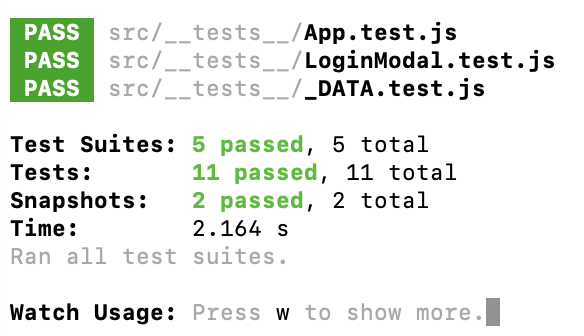 PASS src/__tests__/App.test.js
PASS src/__tests__/LoginModal.test.js
PASS src/__tests__/_DATA.test.js
Test Suites: 5 passed, 5 total
Tests: 11 passed, 11 total
Snapshots: 2 passed, 2 total
Time: 2.164 s
Ran all test suites.
Watch Usage: Press w to show more.